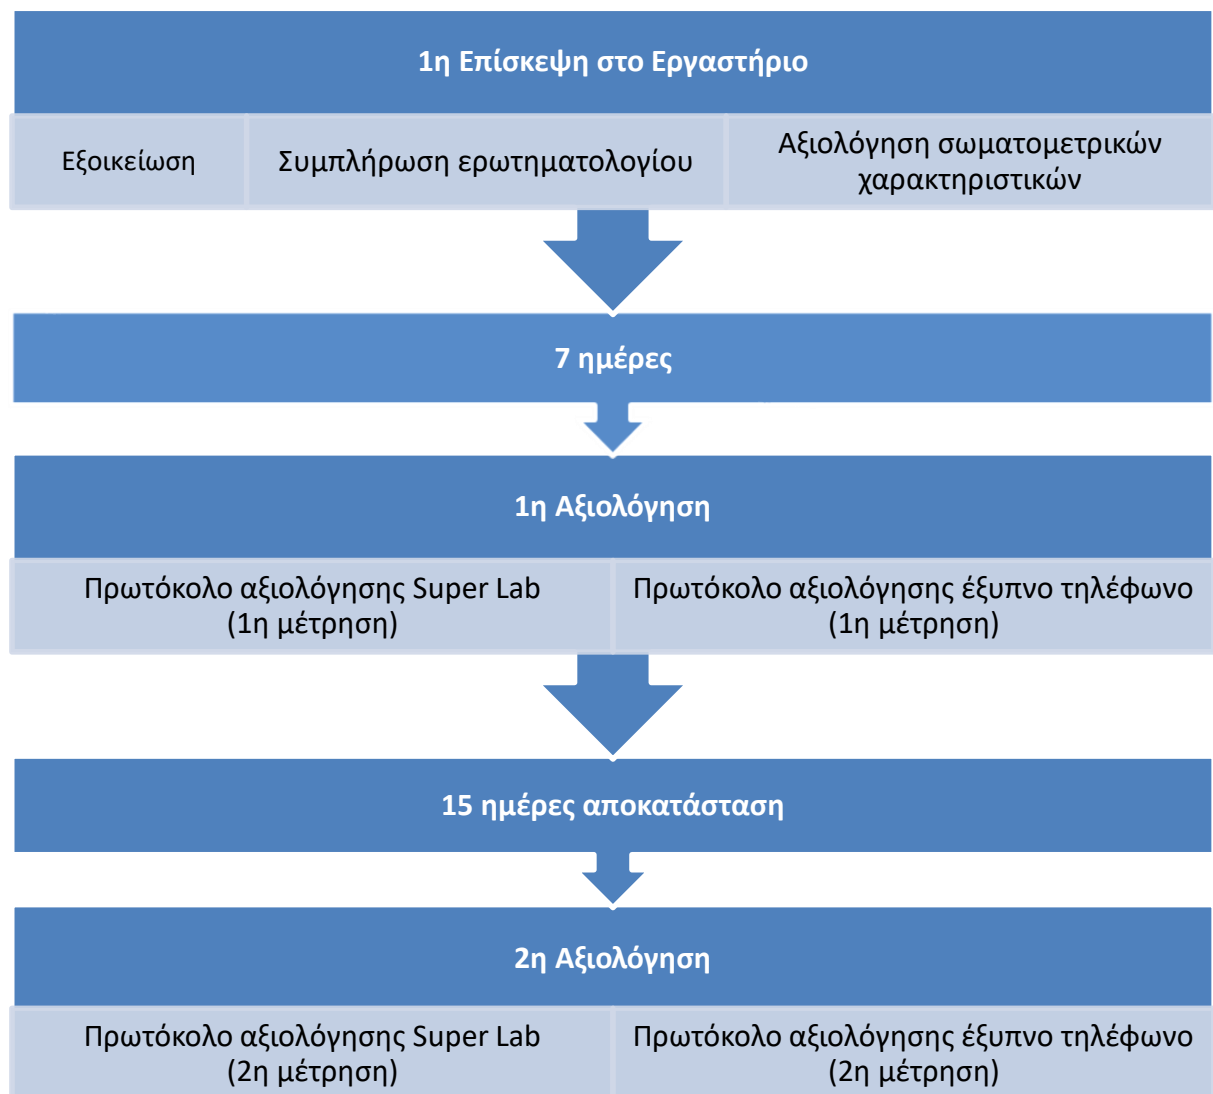 1η Επίσκεψη στο Εργαστήριο
Εξοικείωση
Συμπλήρωση ερωτηματολογίου
Αξιολόγηση σωματομετρικών
χαρακτηριστικών
7 ημέρες
1η Αξιολόγηση
Πρωτόκολο αξιολόγησης Super Lab
(1η μέτρηση)
Πρωτόκολο αξιολόγησης έξυπνο τηλέφωνο
(1η μέτρηση)
15 ημέρες αποκατάσταση
2η Αξιολόγηση
Πρωτόκολο αξιολόγησης Super Lab
(2η μέτρηση)
Πρωτόκολο αξιολόγησης έξυπνο τηλέφωνο
(2η μέτρηση)